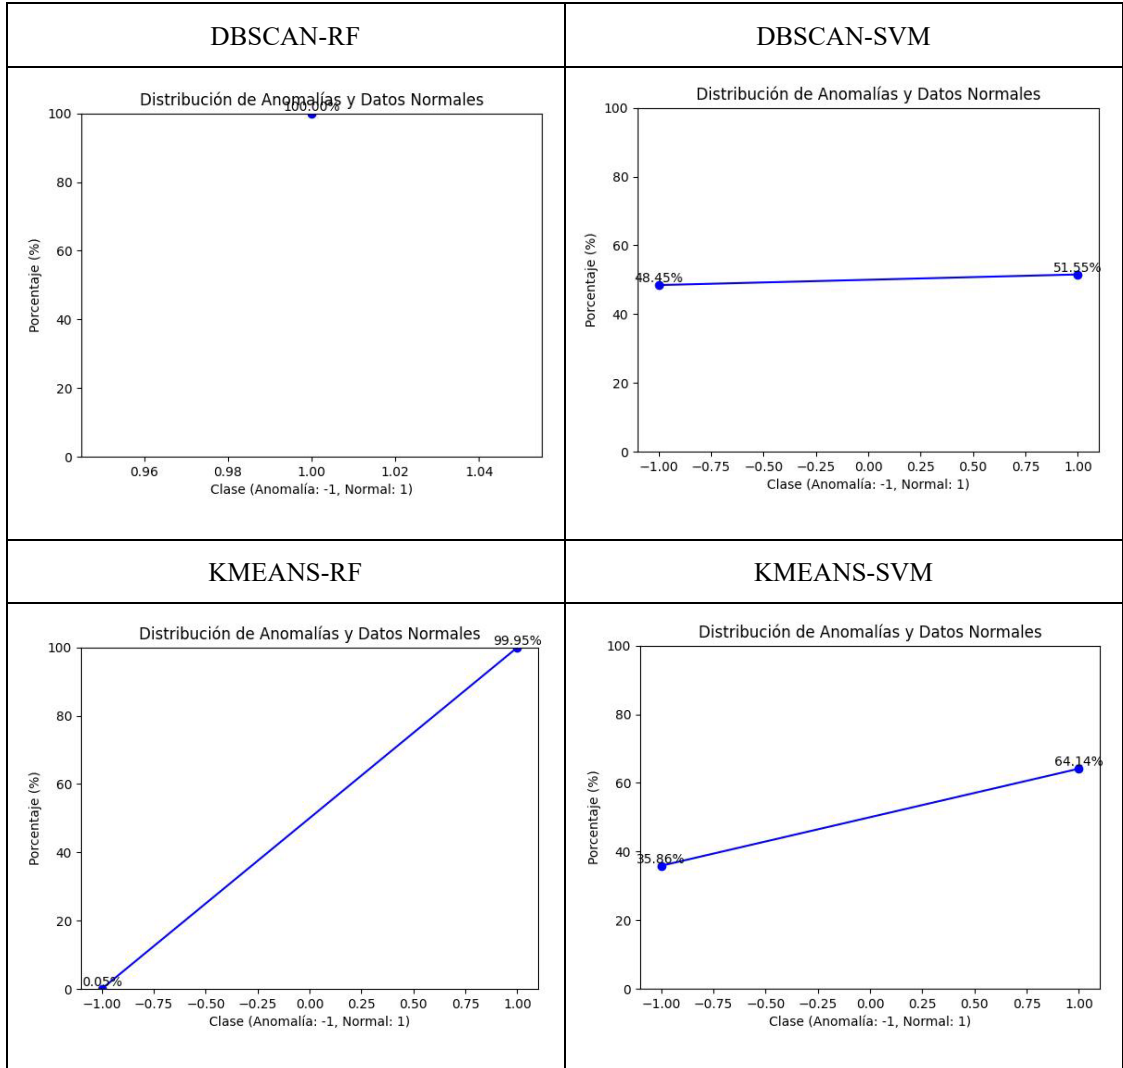 DBSCAN-RF
DBSCAN-SVM
Distribución de Anomalías y Datos Normales
100.00%
100
80
60
40
20
0
Porcentaje (%)
0.96 0.98 1.00 1.02 1.04
Clase (Anomalía: -1, Normal: 1)
Distribución de Anomalías y Datos Normales
100
80
60
40
20
0
Porcentaje (%)
48.45%
51.55%
−1.00 −0.75 −0.50 −0.25 0.00 0.25 0.50 0.75 1.00
Clase (Anomalía: -1, Normal: 1)
KMEANS-RF
KMEANS-SVM
Distribución de Anomalías y Datos Normales
99.95%
100
80
60
40
20
0
Porcentaje (%)
0.05%
−1.00 −0.75 −0.50 −0.25 0.00 0.25 0.50 0.75 1.00
Clase (Anomalía: -1, Normal: 1)
Distribución de Anomalías y Datos Normales
100
80
60
40
20
0
Porcentaje (%)
64.14%
35.86%
−1.00 −0.75 −0.50 −0.25 0.00 0.25 0.50 0.75 1.00
Clase (Anomalía: -1, Normal: 1)